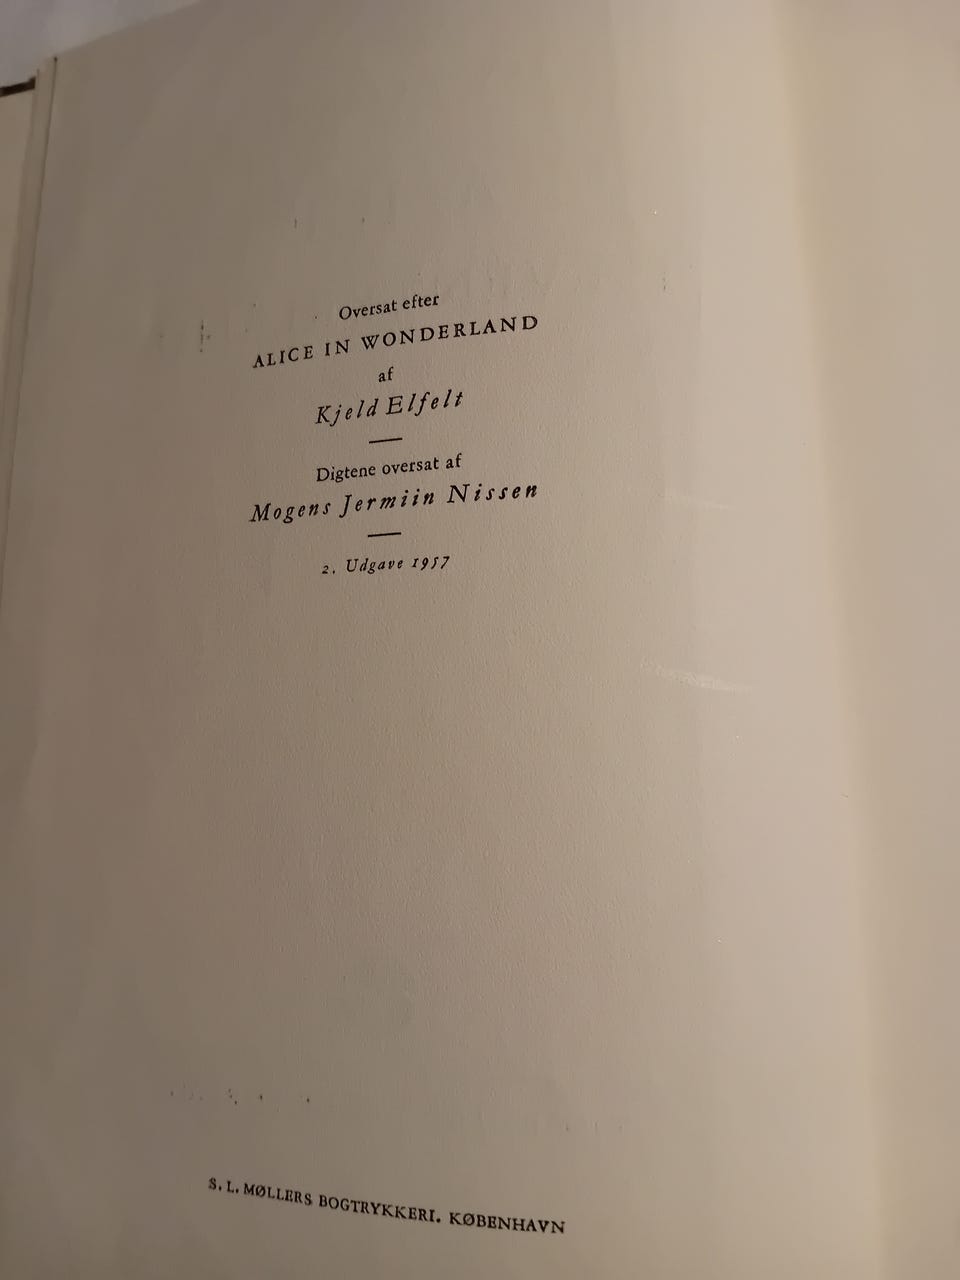 Oversat efter
ALICE IN WONDERLAND
af
Kjeld Elfelt
Digtene oversat af
Mogens Jermiin Nissen
2. Udgave 1957
S. L. MØLLERS BOGTRYKKERI. KØBENHAVN